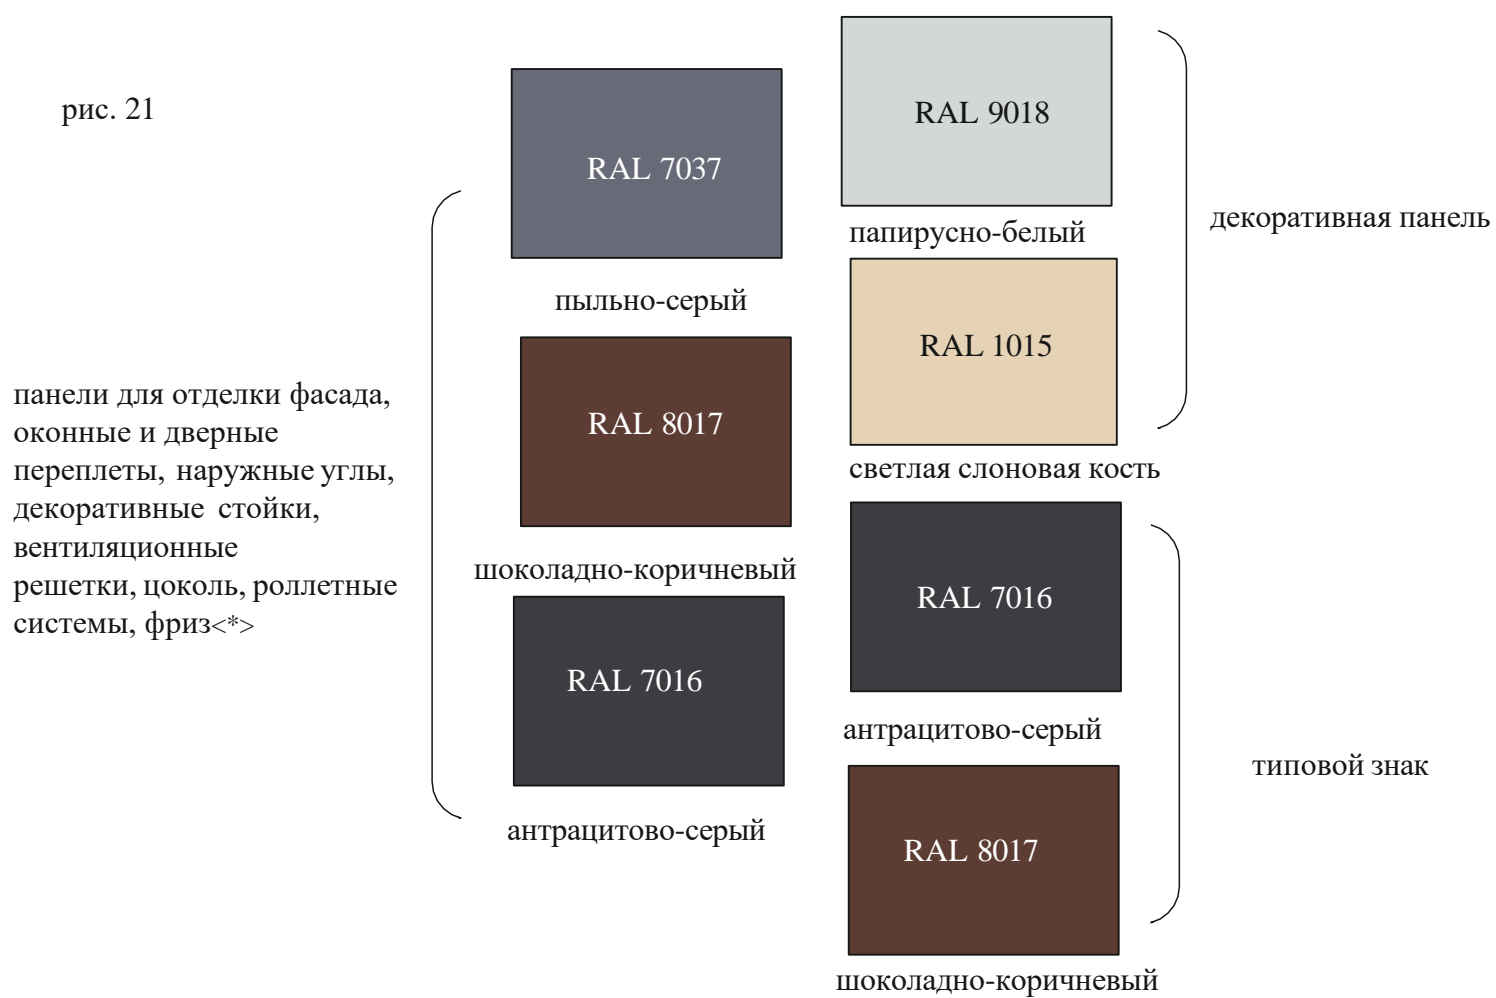 рис. 21
RAL 7037
пыльно-серый
RAL 8017
шоколадно-коричневый
RAL 7016
антрацитово-серый
панели для отделки фасада,
оконные и дверные
переплеты, наружные углы,
декоративные стойки,
вентиляционные
решетки, цоколь, роллетные
системы, фриз<*>
RAL 9018
папирусно-белый
RAL 1015
светлая слоновая кость
декоративная панель
RAL 7016
антрацитово-серый
RAL 8017
шоколадно-коричневый
типовой знак